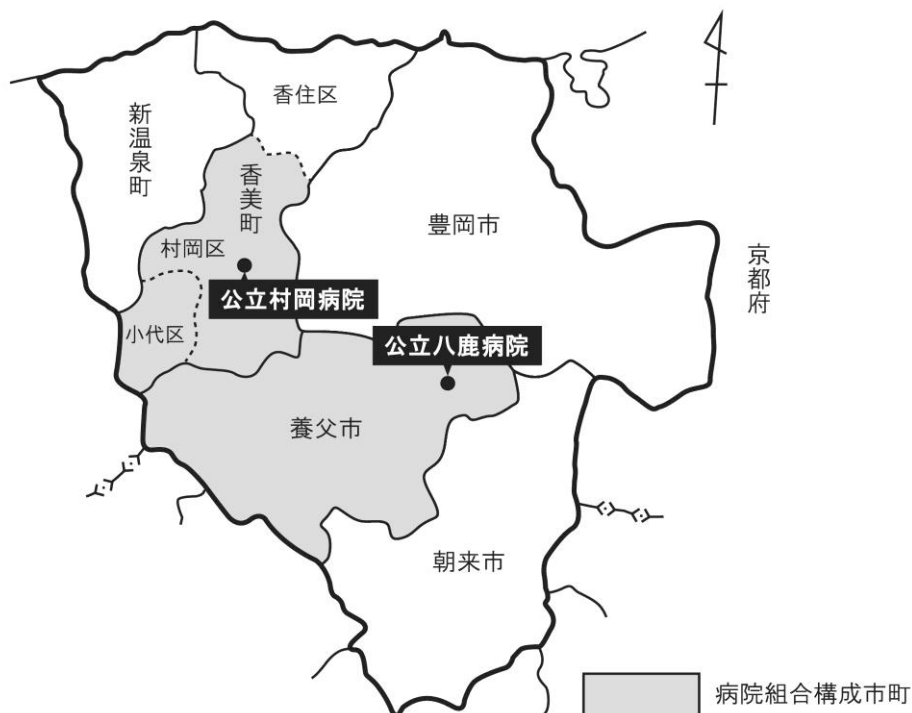 香住区
新温泉町
香美町
豊岡市
村岡区
京都府
公立村岡病院
小代区
公立八鹿病院
養父市
朝来市
病院組合構成市町